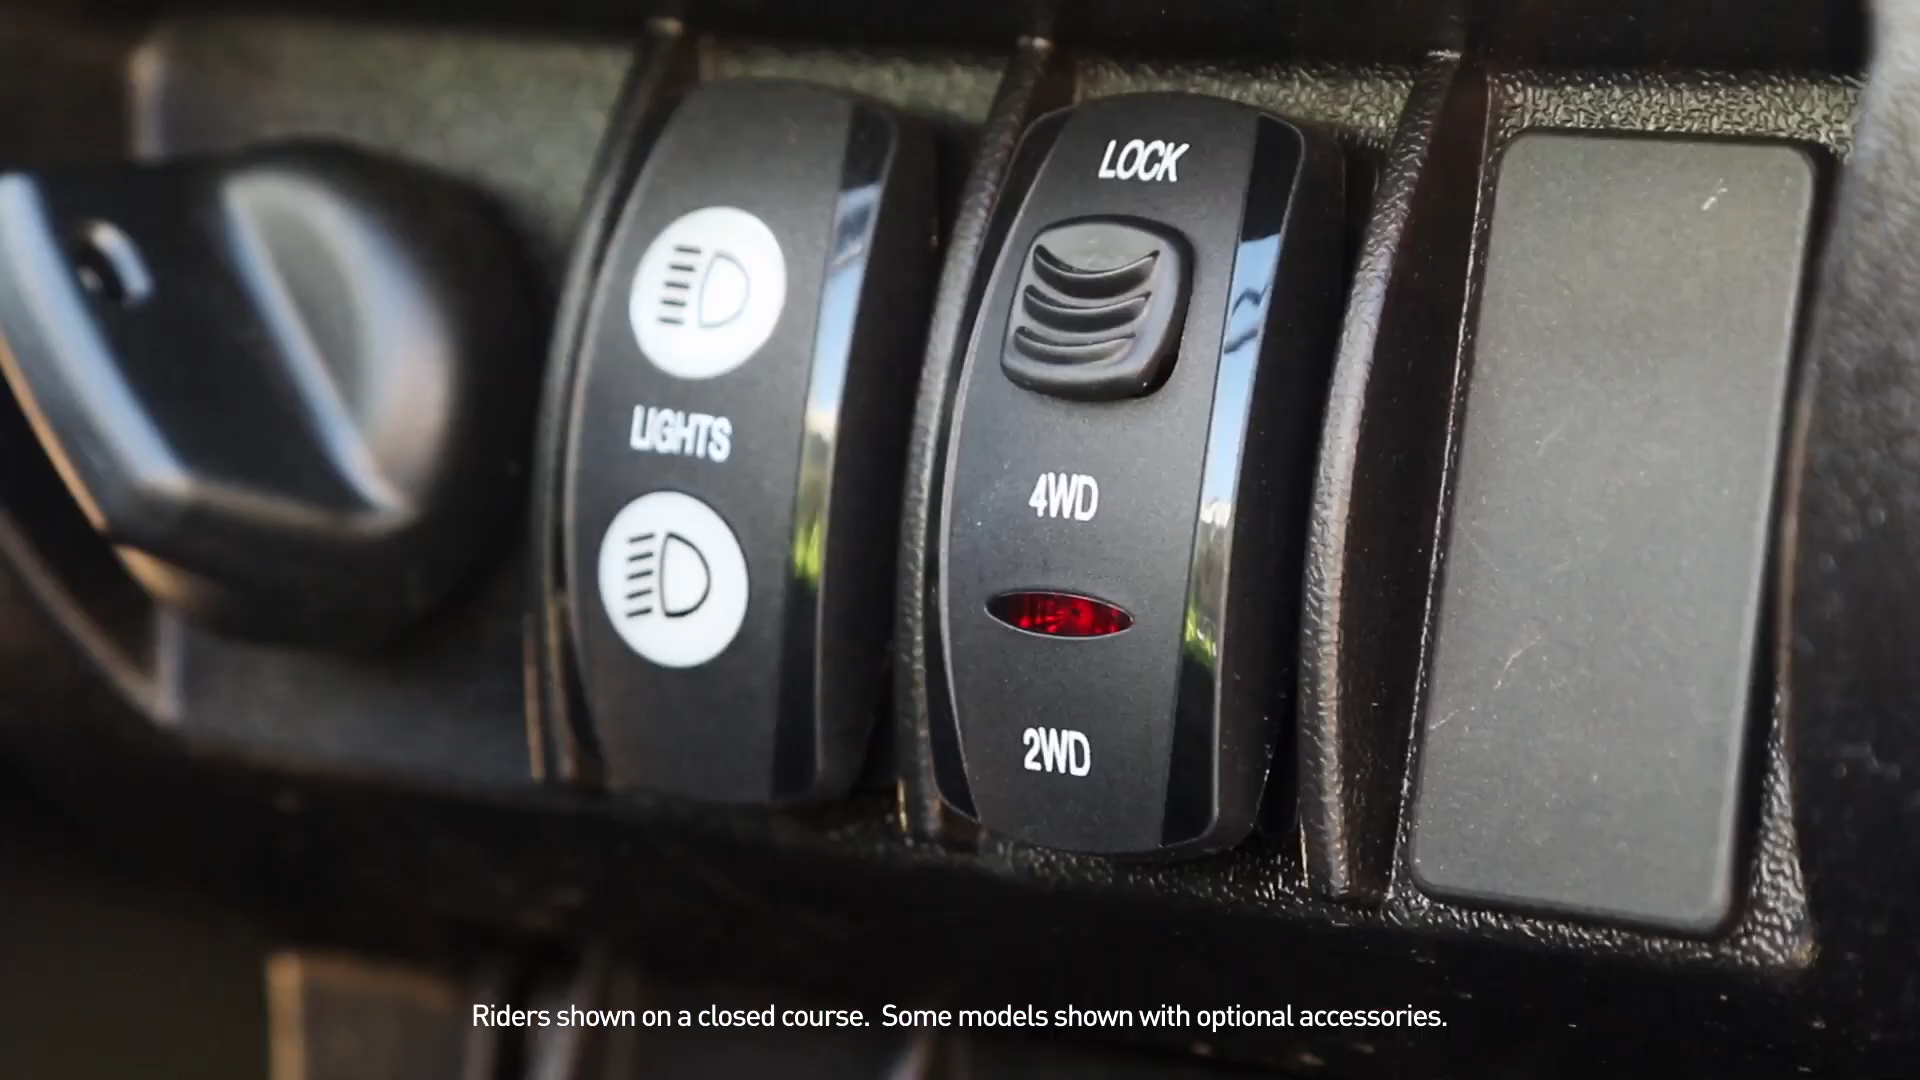 LOCK
LIGHTS
4WD
2WD
Riders shown on a closed course. Some models shown with optional accessories.